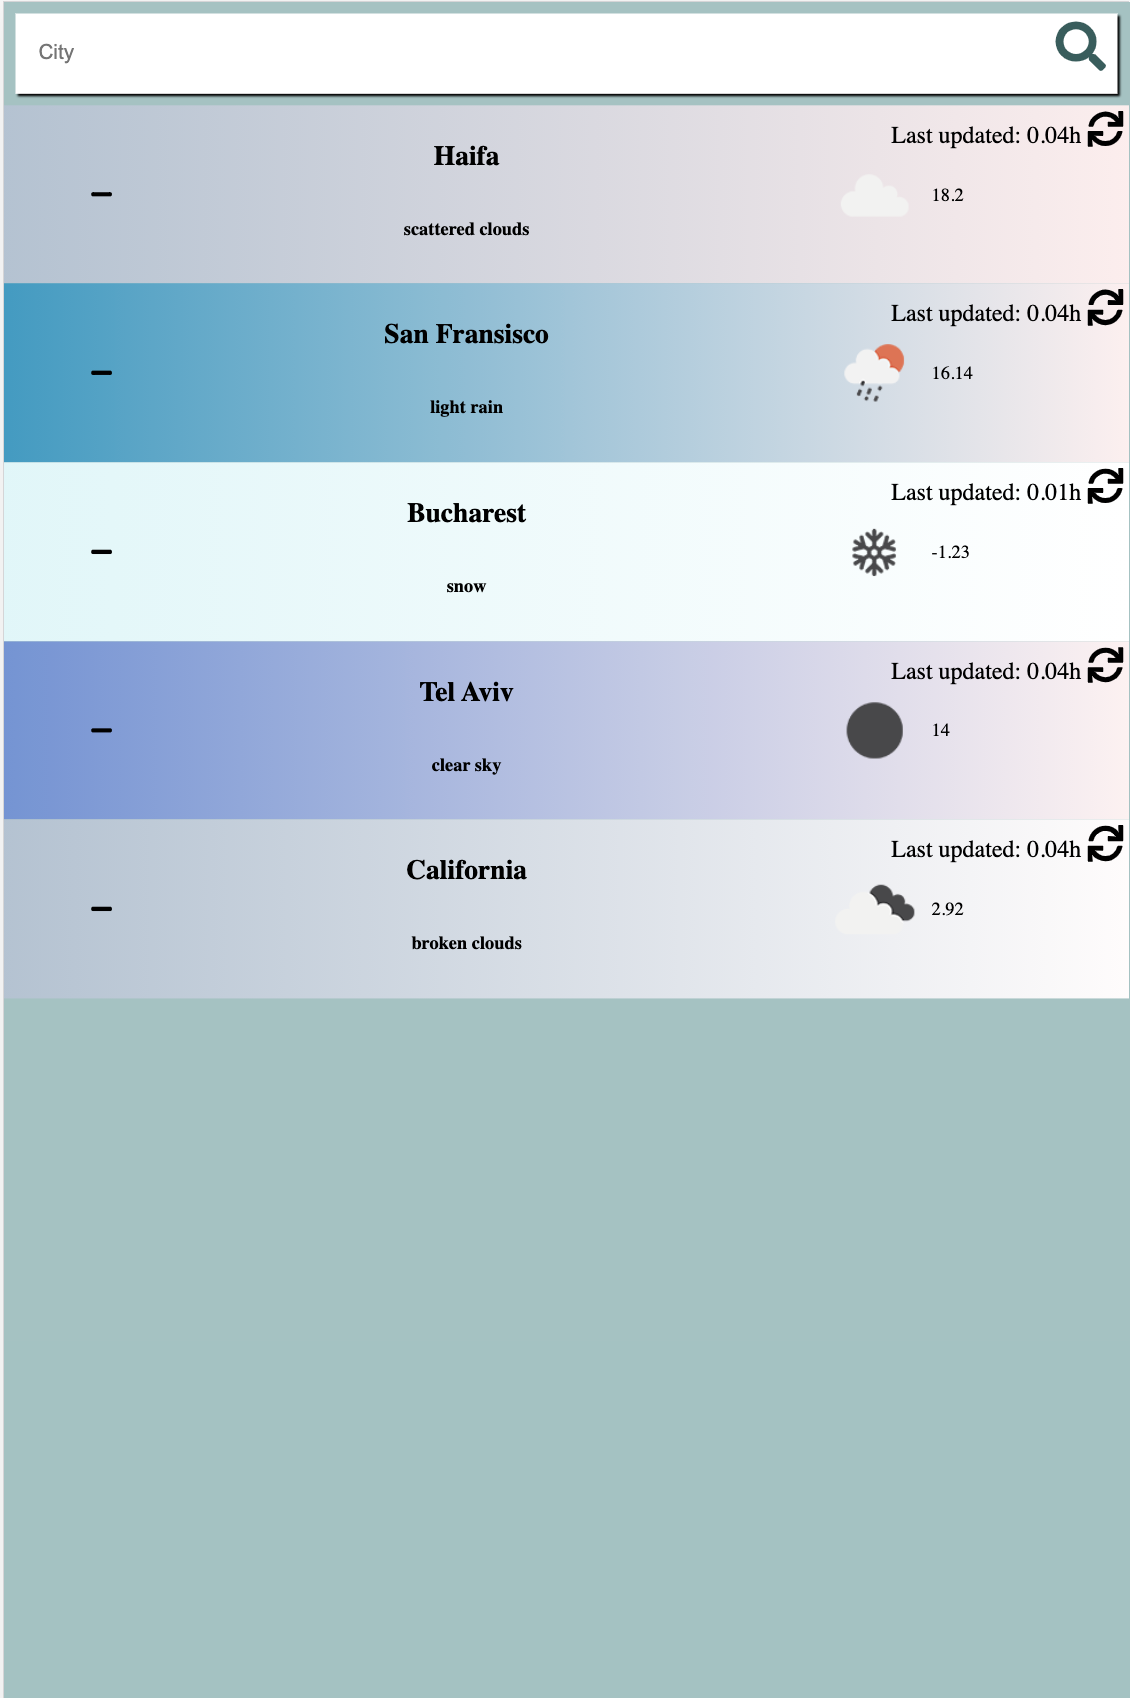 City
Last updated: 0.04h
Haifa
18.2
scattered clouds
Last updated: 0.04h
San Fransisco
16.14
light rain
Last updated: 0.01h
Bucharest
-1.23
snow
Last updated: 0.04h
Tel Aviv
14
clear sky
Last updated: 0.04h
California
2.92
broken clouds